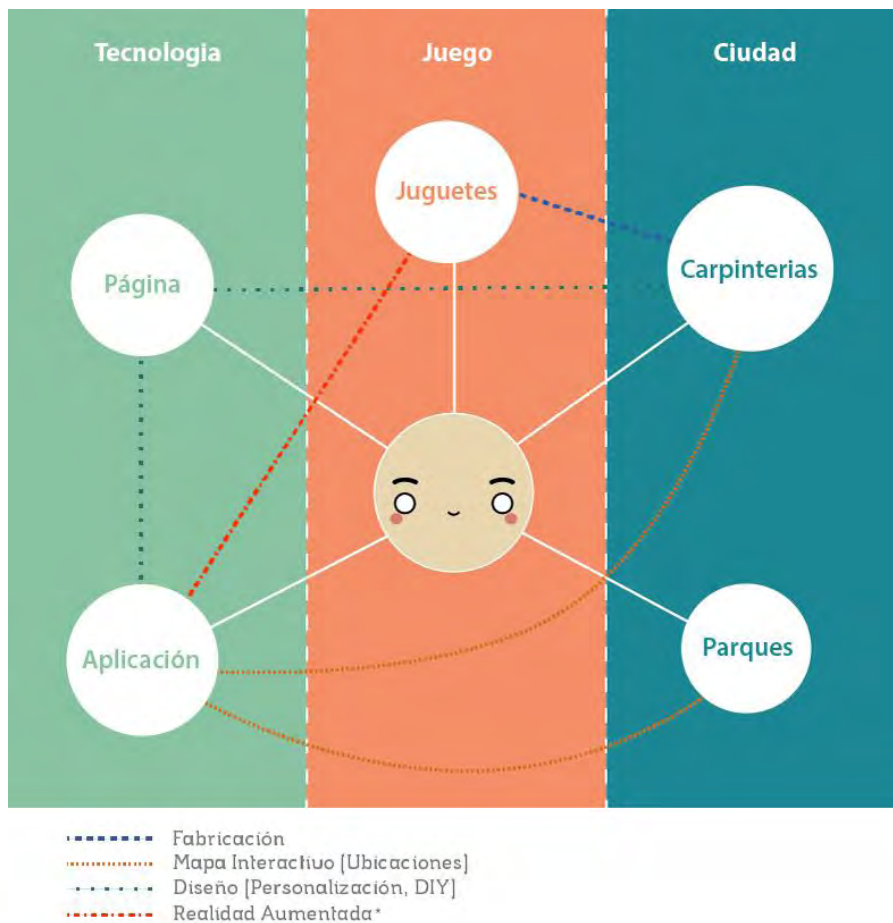 Tecnologia
Juego
Ciudad
Juguetes
Carpinterias
Página
Aplicación
Parques
Fabricación
Mapa Interactivo [Ubicaciones]
Diseño [Personalización, DIY]
Realidad Aumentada*